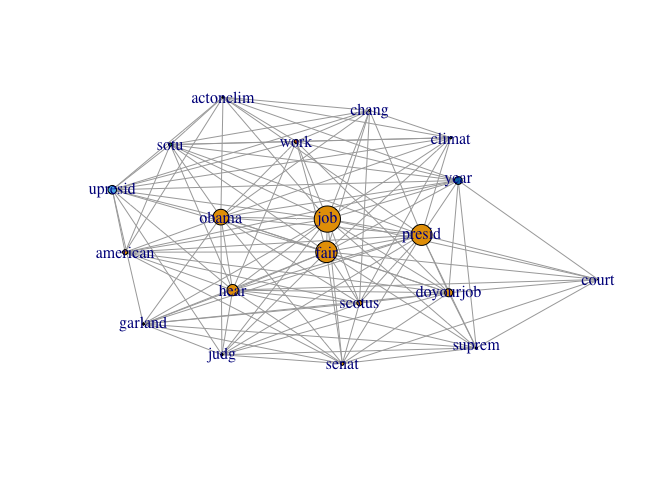 actonclim
chang
sotu
work
climat
year
uprosid
obama
job
presid
american
fair
court
hear
scotus
doyourjob
garland
judg
senat
suprem